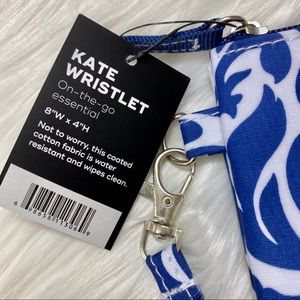 KATE
WRISTLET
On-the-go
essential
8"W x 4"H
Not to worry, this coated
cotton fabric is water
resistant and wipes clean.